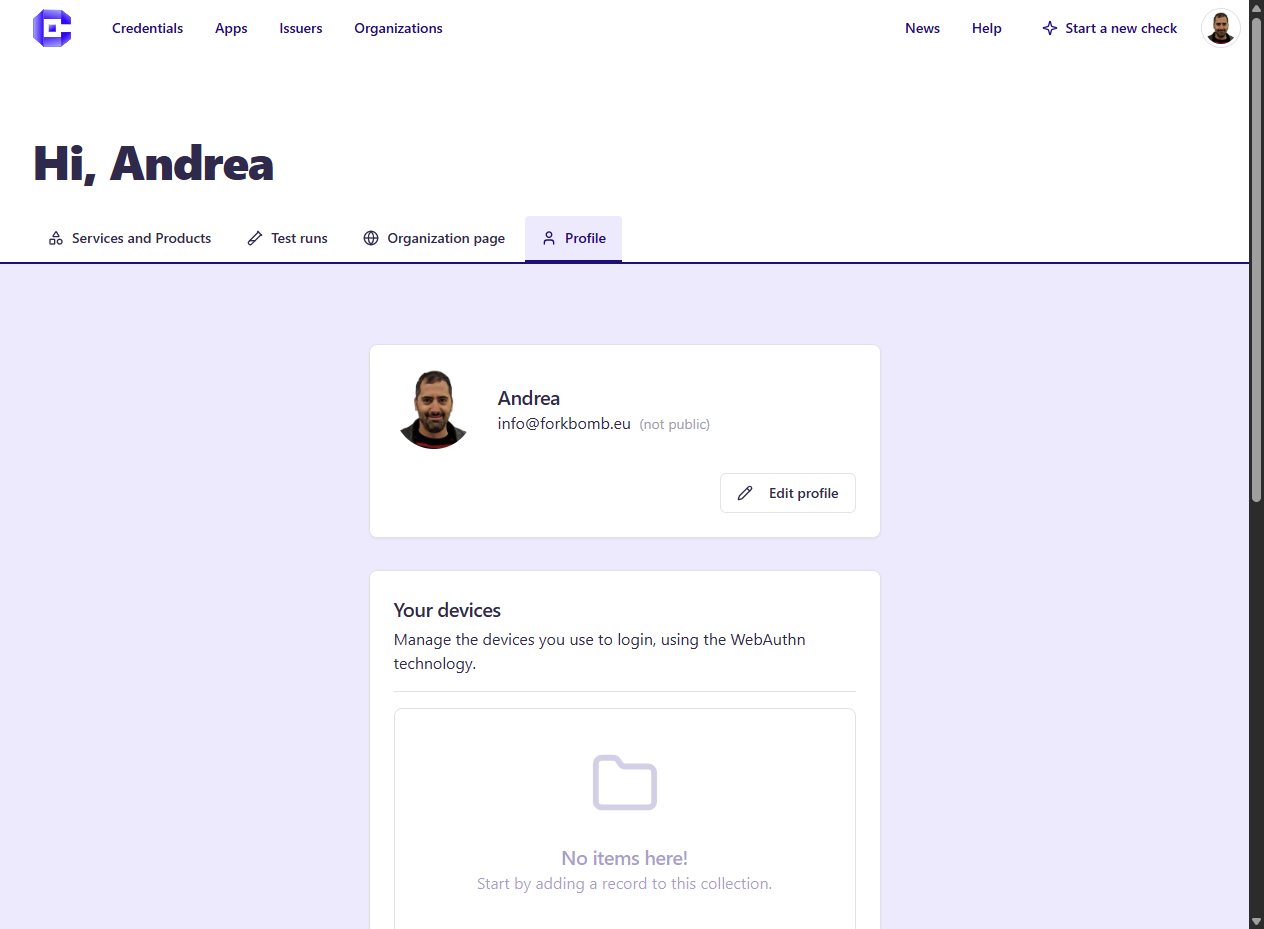 Credentials Apps Issuers Organizations News Help Start a new check
Hi, Andrea
Services and Products Test runs Organization page Profile
Andrea
info@forkbomb.eu (not public)
Edit profile
Your devices
Manage the devices you use to login, using the WebAuthn
technology.
No items here!
Start by adding a record to this collection.